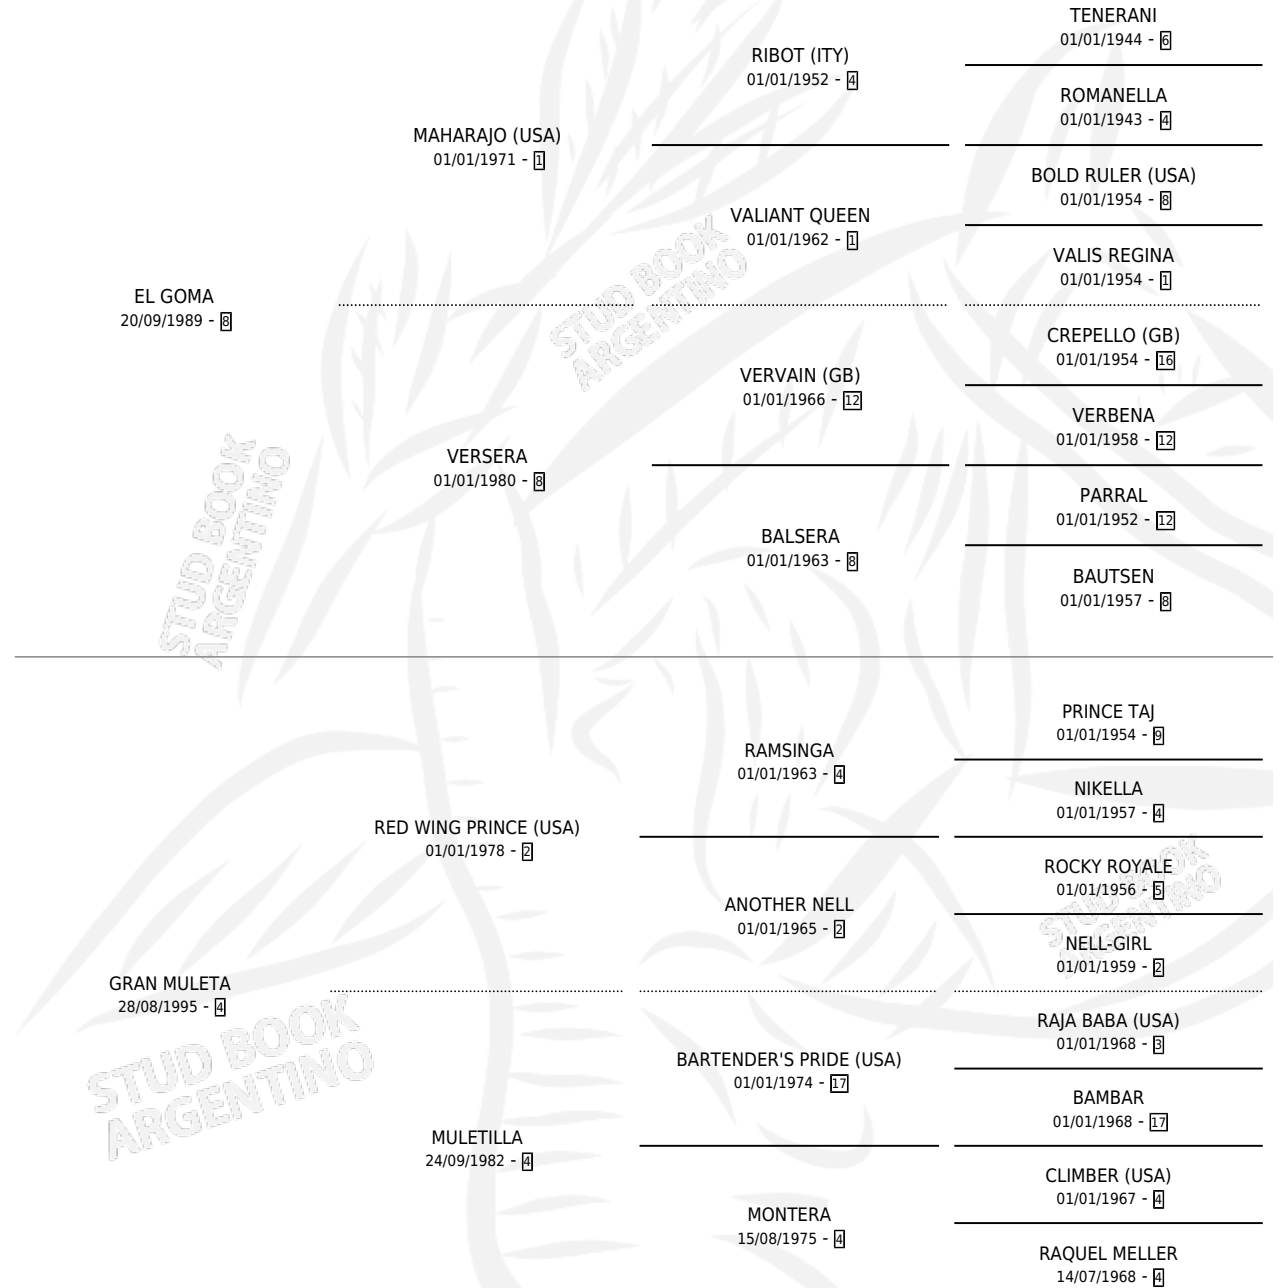 TENERANI
01/01/1944 - 6
RIBOT (ITY)
01/01/1952 - 4
ROMANELLA
01/01/1943 - 4
MAHARAJO (USA)
01/01/1971 - 1
BOLD RULER (USA)
01/01/1954 - 8
VALIANT QUEEN
01/01/1962 - 1
VALIS REGINA
01/01/1954 - 1
EL GOMA
20/09/1989 - 8
STUD BOOK
ARGENTINO
CREPELLO (GB)
01/01/1954 - 16
VERVAIN (GB)
01/01/1966 - 12
VERBENA
01/01/1958 - 12
VERSERA
01/01/1980 - 8
PARRAL
01/01/1952 - 12
BALSERA
01/01/1963 - 8
BAUTSEN
01/01/1957 - 8
STUD BOOK
ARGENTINO
PRINCE TAJ
01/01/1954 - 9
RAMSINGA
01/01/1963 - 4
NIKELLA
01/01/1957 - 4
RED WING PRINCE (USA)
01/01/1978 - 2
ROCKY ROYALE
01/01/1956 - 5
ANOTHER NELL
01/01/1965 - 2
NELL-GIRL
01/01/1959 - 2
STUD BOOK
ARGENTINO
GRAN MULETA
28/08/1995 - 4
RAJA BABA (USA)
01/01/1968 - 3
BARTENDER'S PRIDE (USA)
01/01/1974 - 17
BAMBAR
01/01/1968 - 17
STUD BOOK
ARGENTINO
MULETILLA
24/09/1982 - 4
CLIMBER (USA)
01/01/1967 - 4
MONTERA
15/08/1975 - 4
RAQUEL MELLER
14/07/1968 - 4